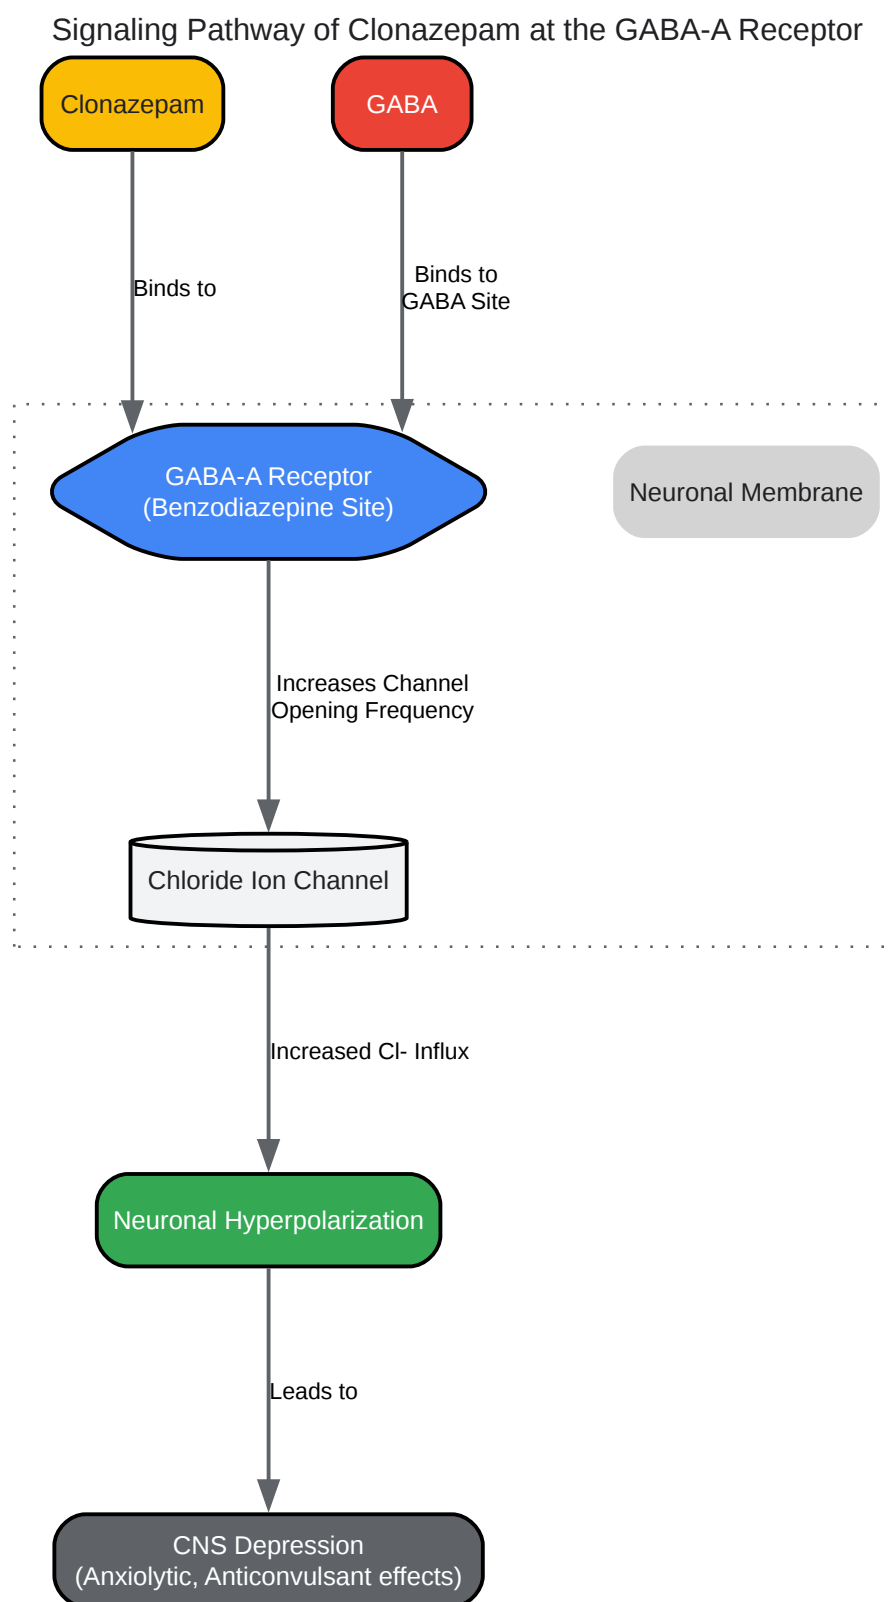 Signaling Pathway of Clonazepam at the GABA-A Receptor
Clonazepam
GABA
Binds to
Binds to
GABA Site
GABA-A Receptor
(Benzodiazepine Site)
Neuronal Membrane
Increases Channel
Opening Frequency
Chloride Ion Channel
Increased Cl- Influx
Neuronal Hyperpolarization
Leads to
CNS Depression
(Anxiolytic, Anticonvulsant effects)